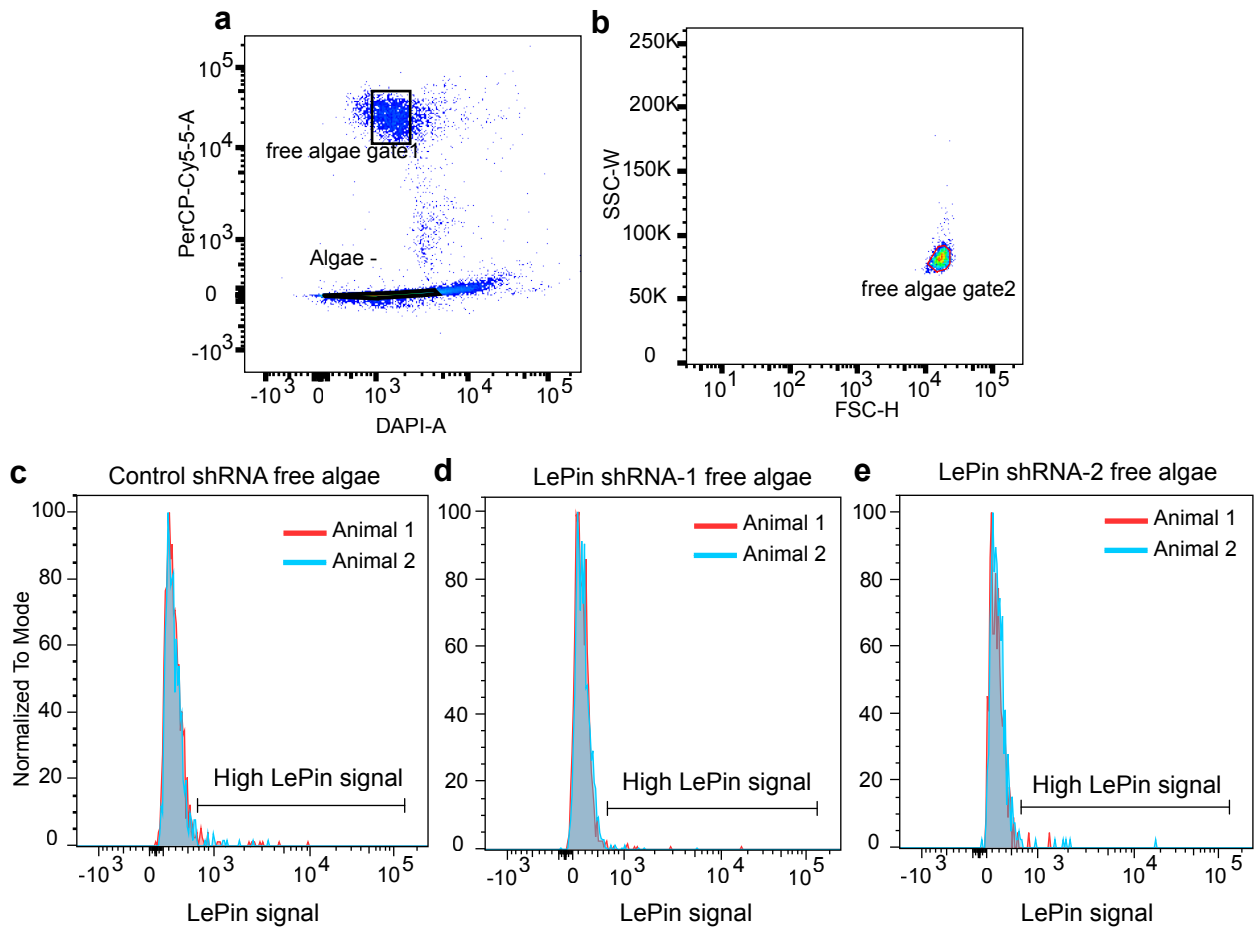 a
PerCP-Cy5-5-A
10^5
10^4
10^3
0
-10^3
free algae gate1
Algae -
-10^3 0 10^3 10^4 10^5
DAPI-A
b
SSC-W
250K
200K
150K
100K
50K
0
free algae gate2
10^1 10^2 10^3 10^4 10^5
FSC-H
c
Control shRNA free algae
Normalized To Mode
100
80
60
40
20
0
Animal 1
Animal 2
High LePin signal
-10^3 0 10^3 10^4 10^5
LePin signal
d
LePin shRNA-1 free algae
100
80
60
40
20
0
Animal 1
Animal 2
High LePin signal
-10^3 0 10^3 10^4 10^5
LePin signal
e
LePin shRNA-2 free algae
100
80
60
40
20
0
Animal 1
Animal 2
High LePin signal
-10^3 0 10^3 10^4 10^5
LePin signal